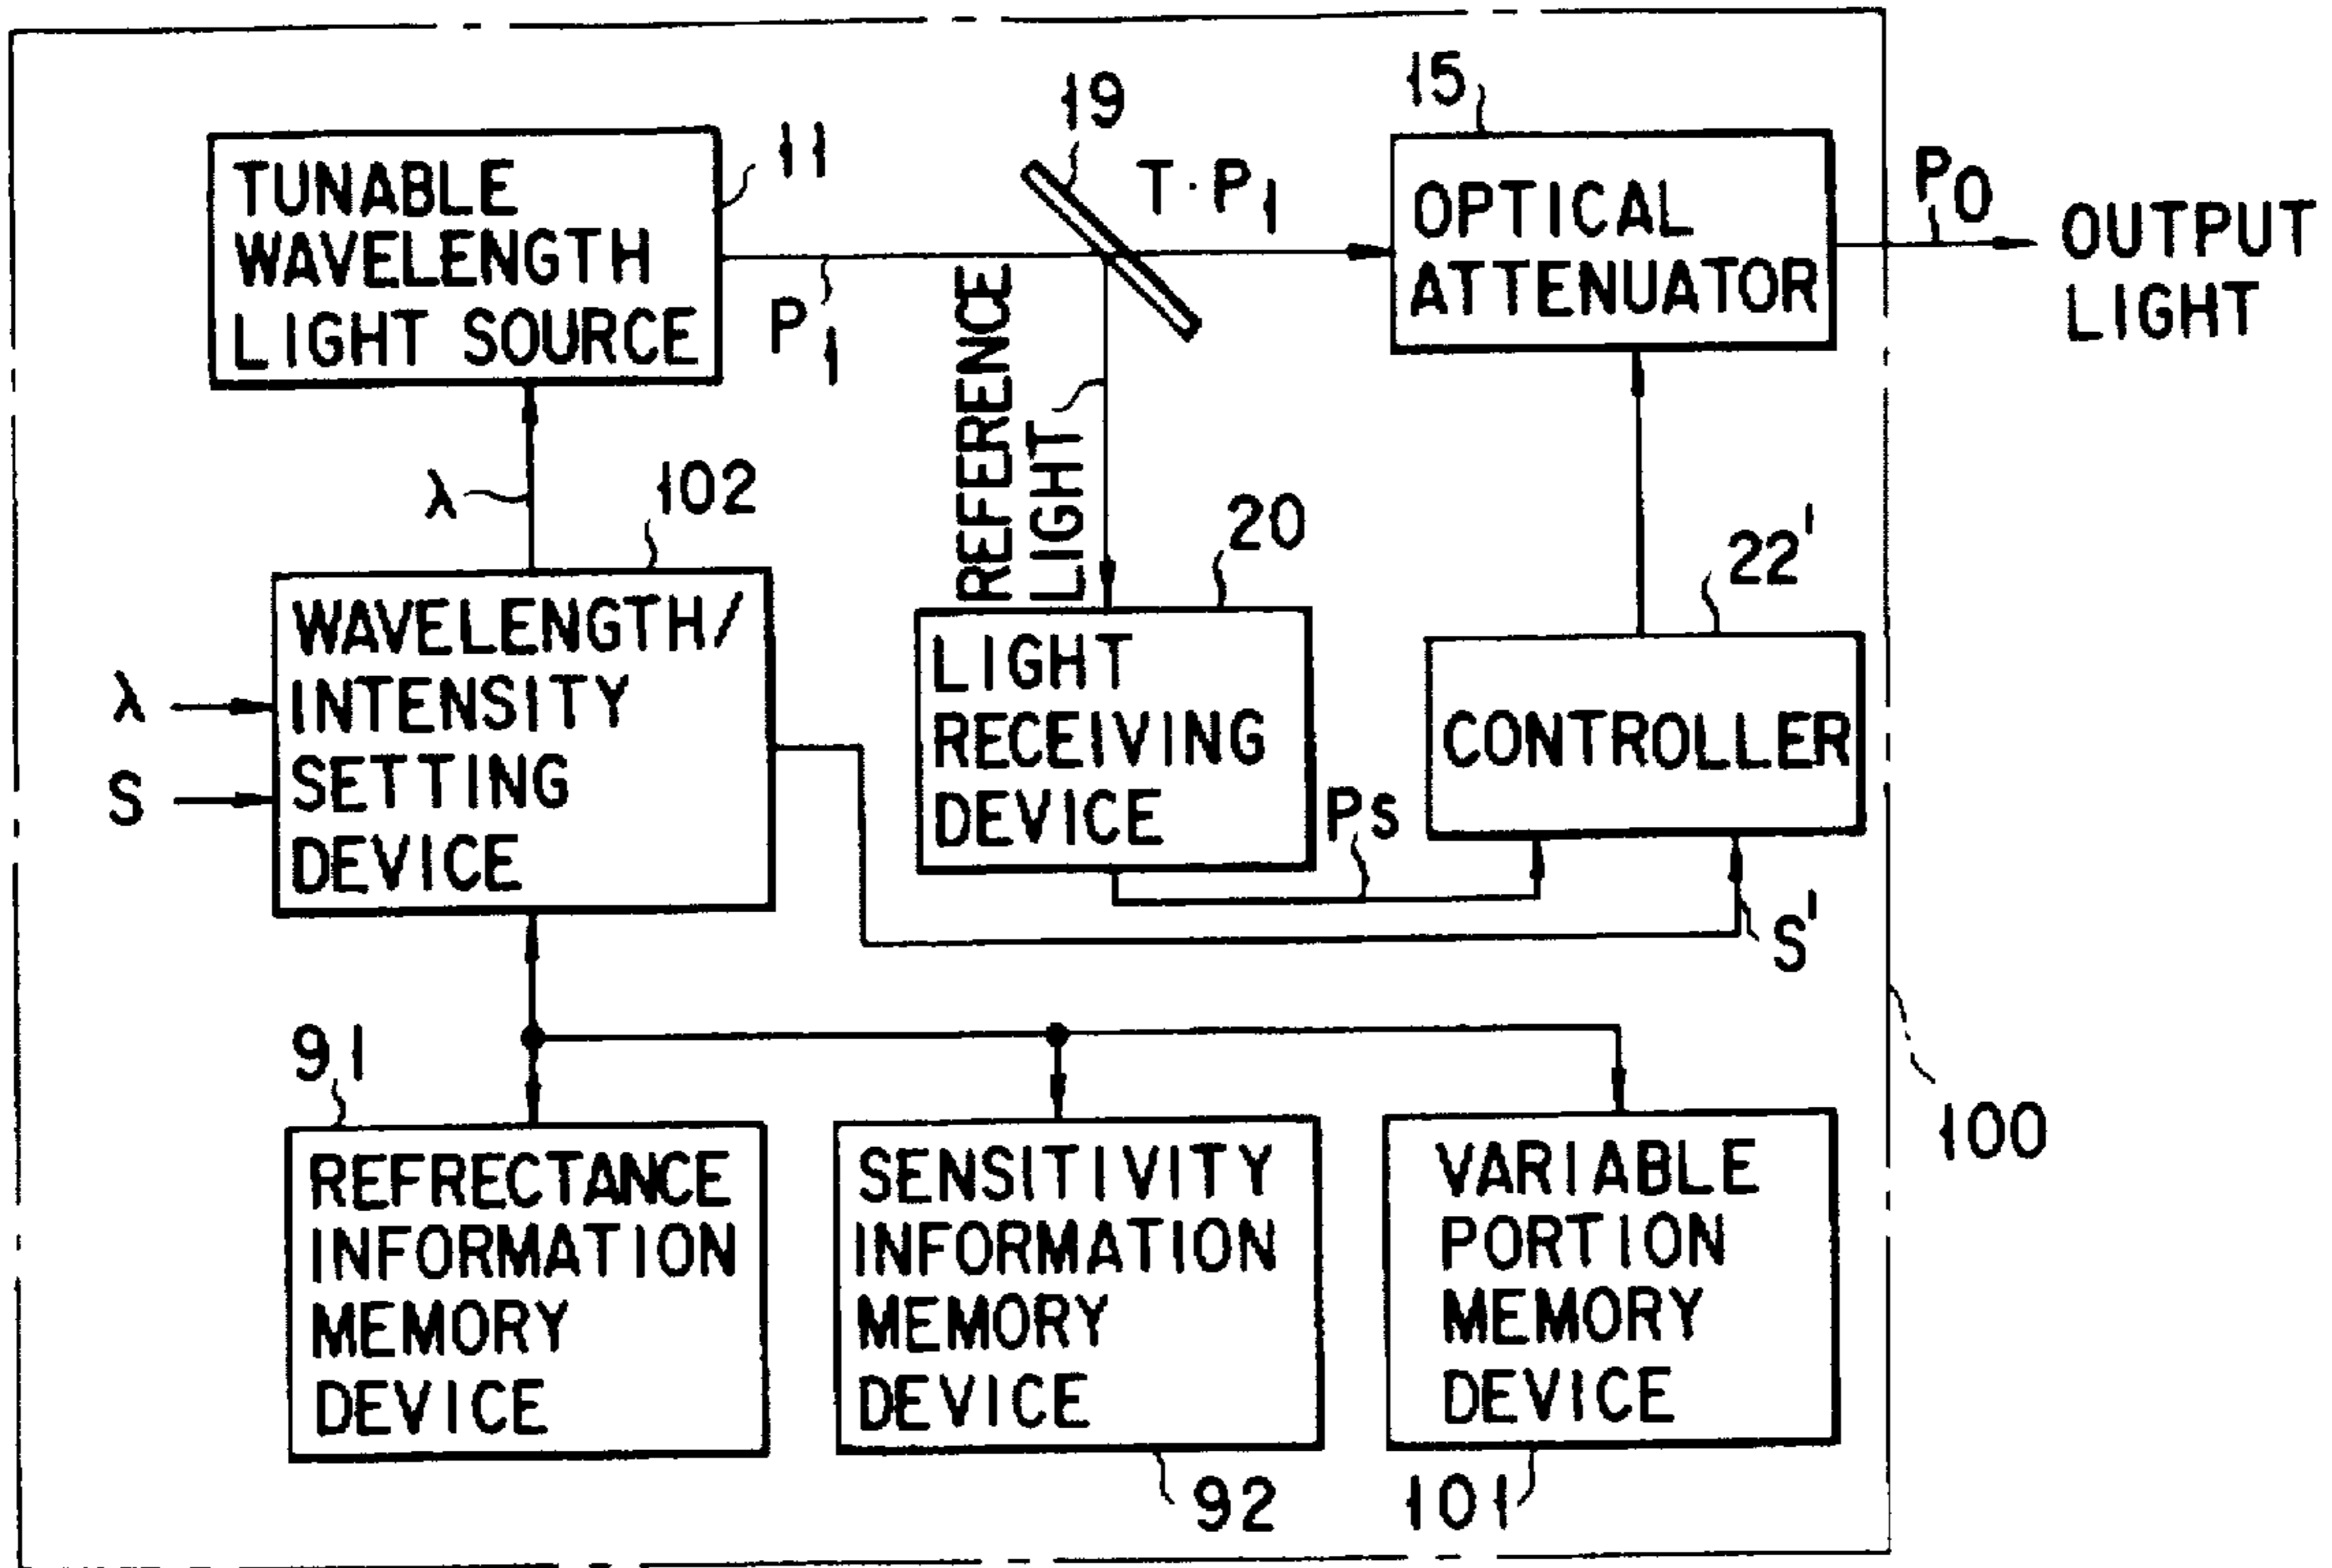 19
15
11
TUNABLE
WAVELENGTH
LIGHT SOURCE
P1
T·P1
OPTICAL
ATTENUATOR
P0
OUTPUT
LIGHT
REFERENCE
LIGHT
λ
102
20
22'
WAVELENGTH/
INTENSITY
SETTING
DEVICE
λ
S
LIGHT
RECEIVING
DEVICE
CONTROLLER
PS
S'
91
REFRECTANCE
INFORMATION
MEMORY
DEVICE
SENSITIVITY
INFORMATION
MEMORY
DEVICE
92
VARIABLE
PORTION
MEMORY
DEVICE
101
100